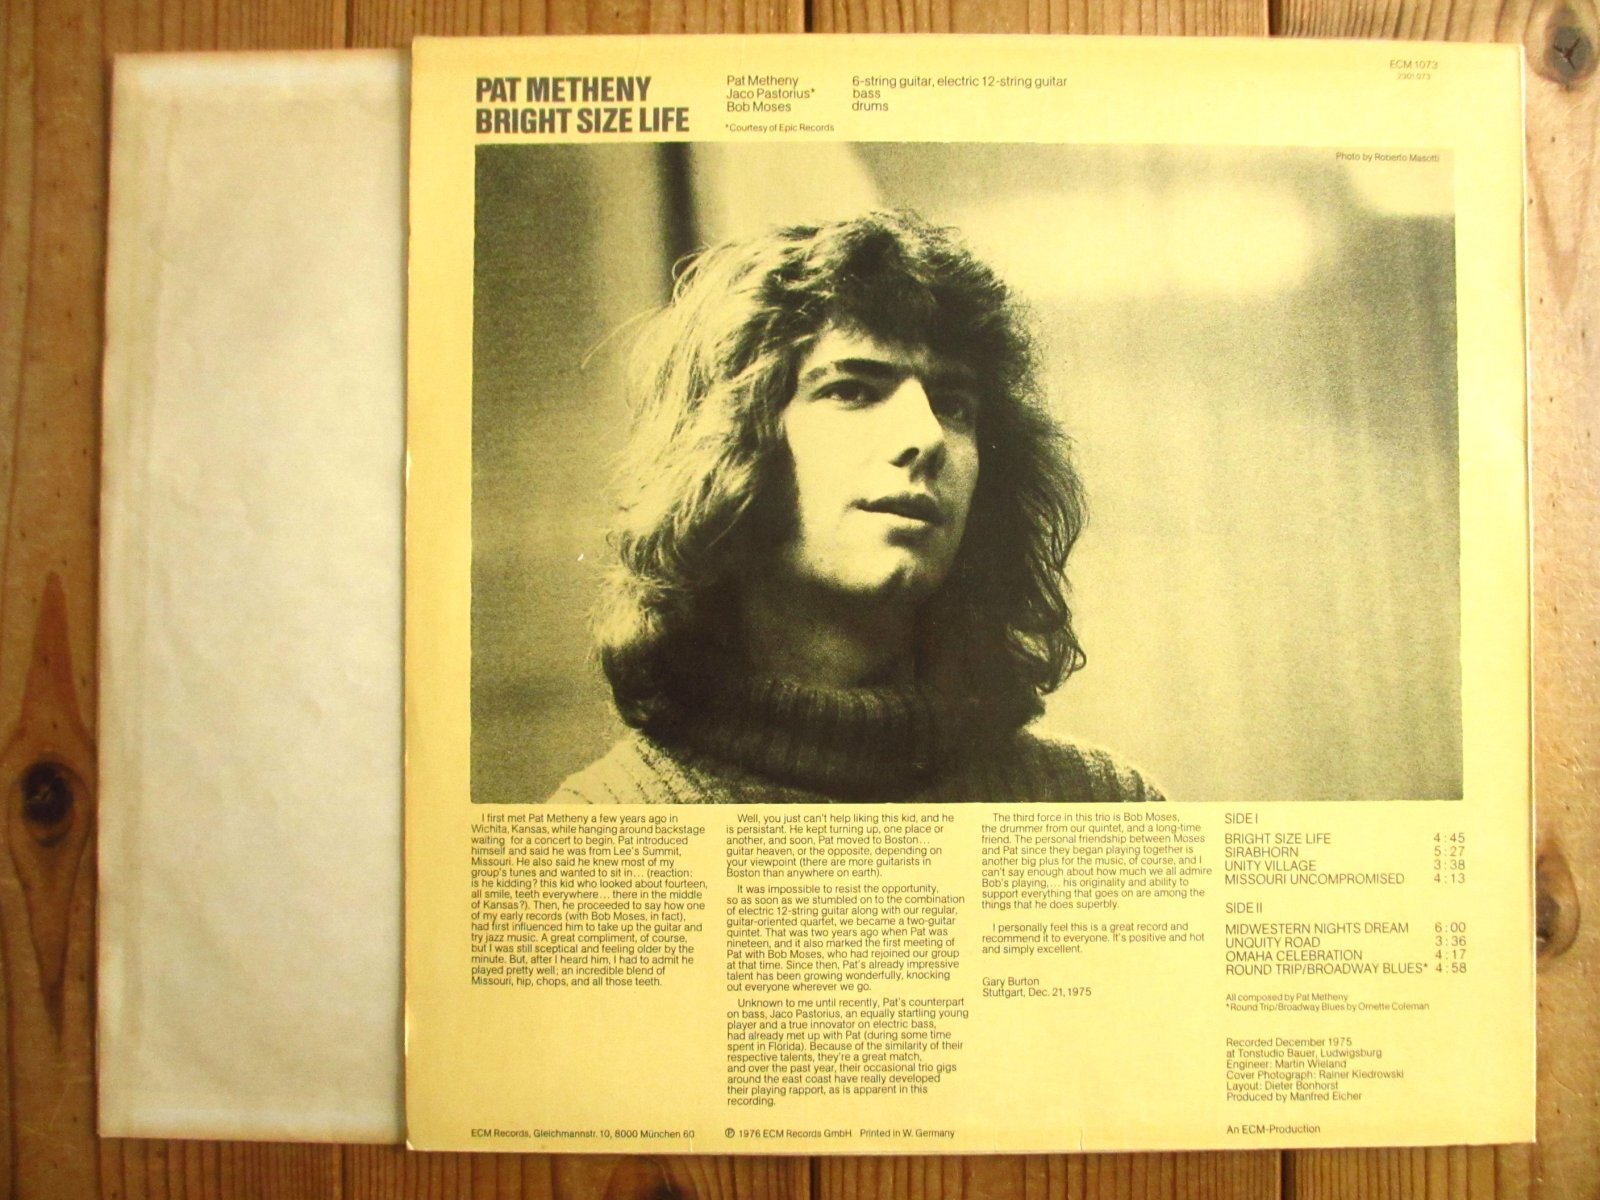 PAT METHENY
BRIGHT SIZE LIFE
Pat Metheny 6-string guitar, electric 12-string guitar
Jaco Pastorius* bass
Bob Moses drums
*Courtesy of Epic Records
ECM 1073
2301 073
Photo by Roberto Masotti
I first met Pat Metheny a few years ago in
Wichita, Kansas, while hanging around backstage
waiting for a concert to begin. Pat introduced
himself and said he was from Lee's Summit,
Missouri. He also said he knew most of my
group's tunes and wanted to sit in... (reaction:
is he kidding? this kid who looked about fourteen,
all smile, teeth everywhere... there in the middle
of Kansas?). Then, he proceeded to say how one
of my early records (with Bob Moses, in fact),
had first influenced him to take up the guitar and
try jazz music. A great compliment, of course,
but I was still sceptical and feeling older by the
minute. But, after I heard him, I had to admit he
played pretty well; an incredible blend of
Missouri, hip, chops, and all those teeth.
Well, you just can't help liking this kid, and he
is persistant. He kept turning up, one place or
another, and soon, Pat moved to Boston...
guitar heaven, or the opposite, depending on
your viewpoint (there are more guitarists in
Boston than anywhere on earth).
It was impossible to resist the opportunity,
so as soon as we stumbled on to the combination
of electric 12-string guitar along with our regular,
guitar-oriented quartet, we became a two-guitar
quintet. That was two years ago when Pat was
nineteen, and it also marked the first meeting of
Pat with Bob Moses, who had rejoined our group
at that time. Since then, Pat's already impressive
talent has been growing wonderfully, knocking
out everyone wherever we go.
Unknown to me until recently, Pat's counterpart
on bass, Jaco Pastorius, an equally startling young
player and a true innovator on electric bass,
had already met up with Pat (during some time
spent in Florida). Because of the similarity of their
respective talents, they're a great match,
and over the past year, their occasional trio gigs
around the east coast have really developed
their playing rapport, as is apparent in this
recording.
The third force in this trio is Bob Moses,
the drummer from our quintet, and a long-time
friend. The personal friendship between Moses
and Pat since they began playing together is
another big plus for the music, of course, and I
can't say enough about how much we all admire
Bob's playing,... his originality and ability to
support everything that goes on are among the
things that he does superbly.
I personally feel this is a great record and
recommend it to everyone. It's positive and hot
and simply excellent.
Gary Burton
Stuttgart, Dec. 21, 1975
SIDE I
BRIGHT SIZE LIFE 4:45
SIRABHORN 5:27
UNITY VILLAGE 3:38
MISSOURI UNCOMPROMISED 4:13
SIDE II
MIDWESTERN NIGHTS DREAM 6:00
UNQUITY ROAD 3:36
OMAHA CELEBRATION 4:17
ROUND TRIP/BROADWAY BLUES* 4:58
All composed by Pat Metheny
*Round Trip/Broadway Blues by Ornette Coleman
Recorded December 1975
at Tonstudio Bauer, Ludwigsburg
Engineer: Martin Wieland
Cover Photograph: Rainer Kiedrowski
Layout: Dieter Bonhorst
Produced by Manfred Eicher
An ECM-Production
ECM Records, Gleichmannstr. 10, 8000 München 60
℗ 1976 ECM Records GmbH Printed in W. Germany